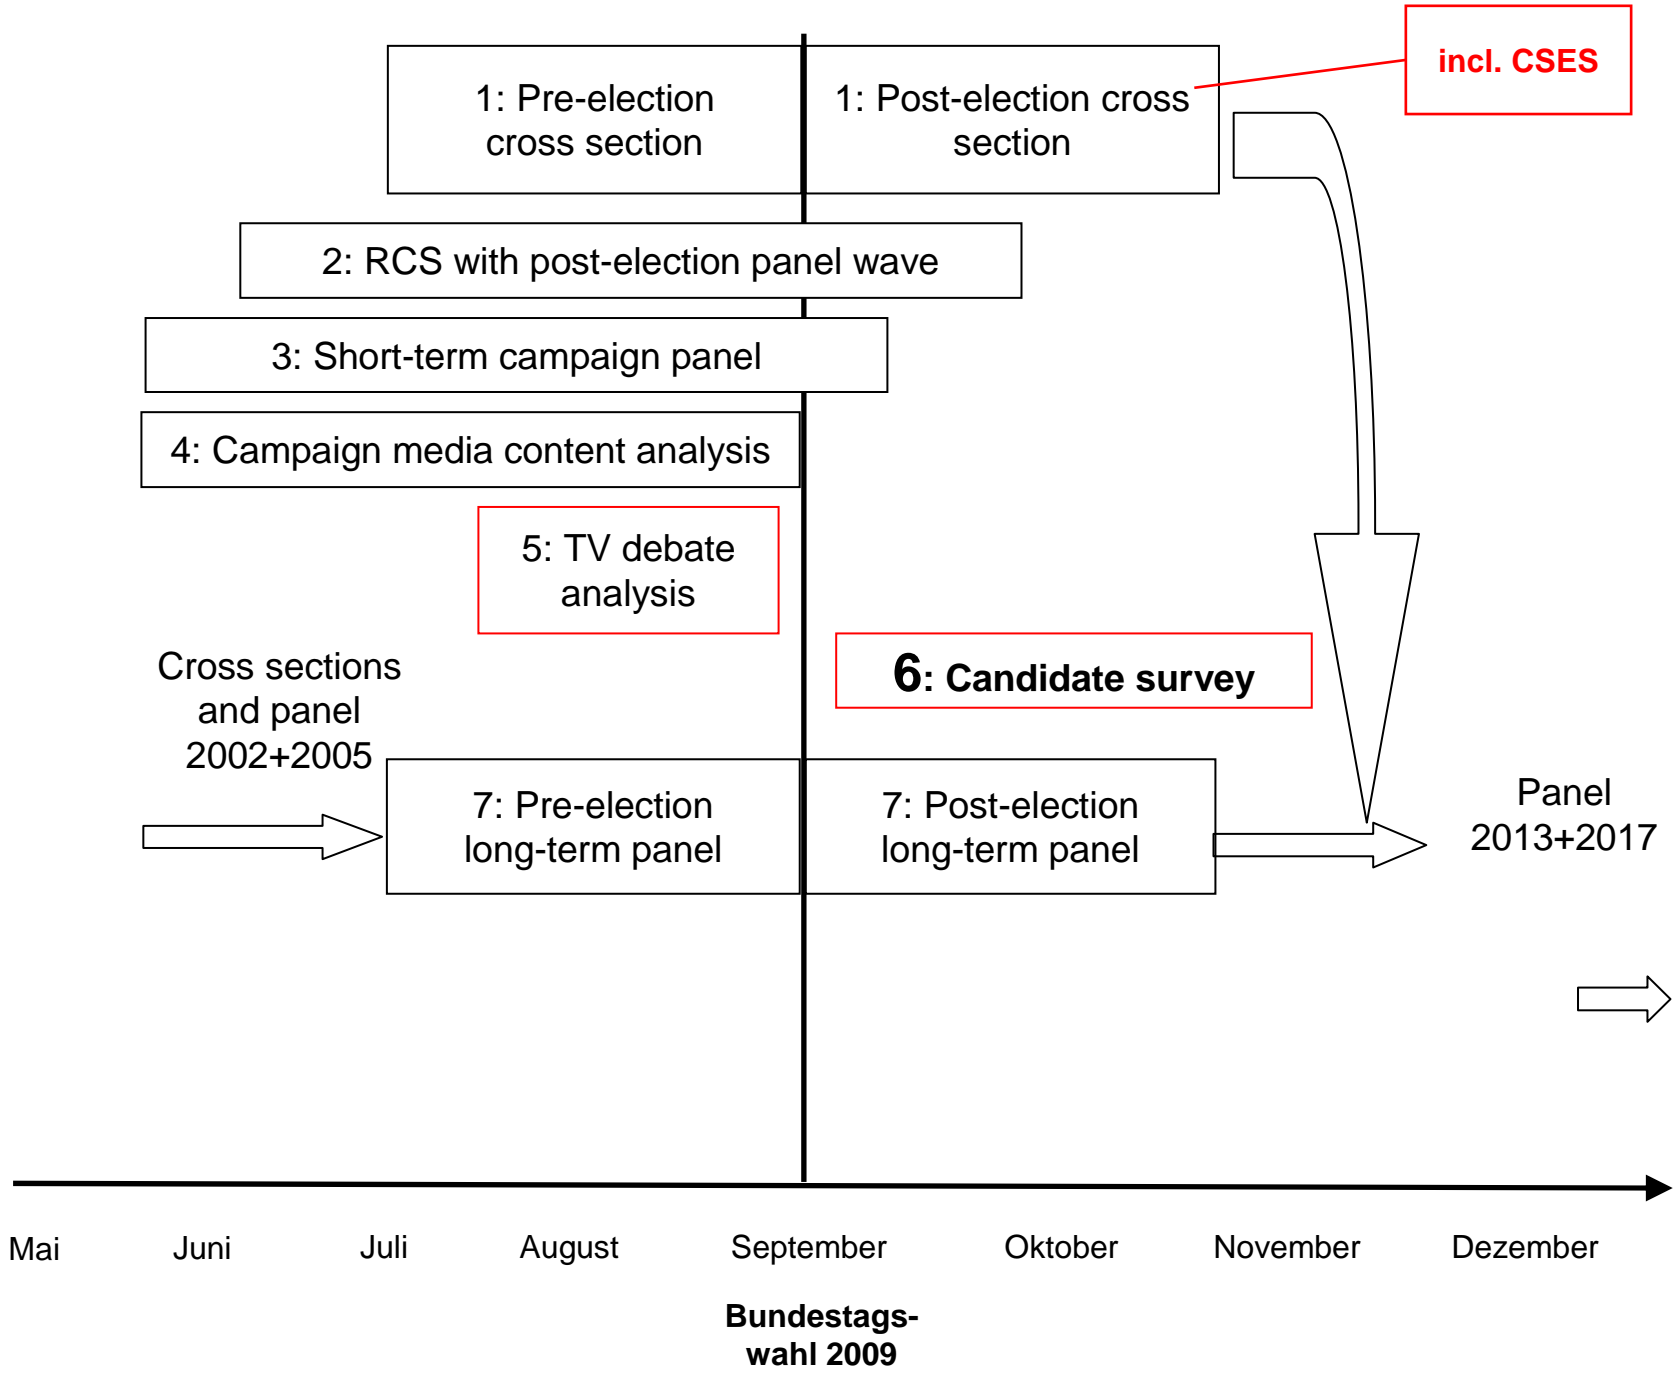 incl. CSES
1: Pre-election
cross section
1: Post-election cross
section
2: RCS with post-election panel wave
3: Short-term campaign panel
4: Campaign media content analysis
5: TV debate
analysis
6: Candidate survey
Cross sections
and panel
2002+2005
7: Pre-election
long-term panel
7: Post-election
long-term panel
Panel
2013+2017
Mai Juni Juli August September Oktober November Dezember
Bundestags-
wahl 2009